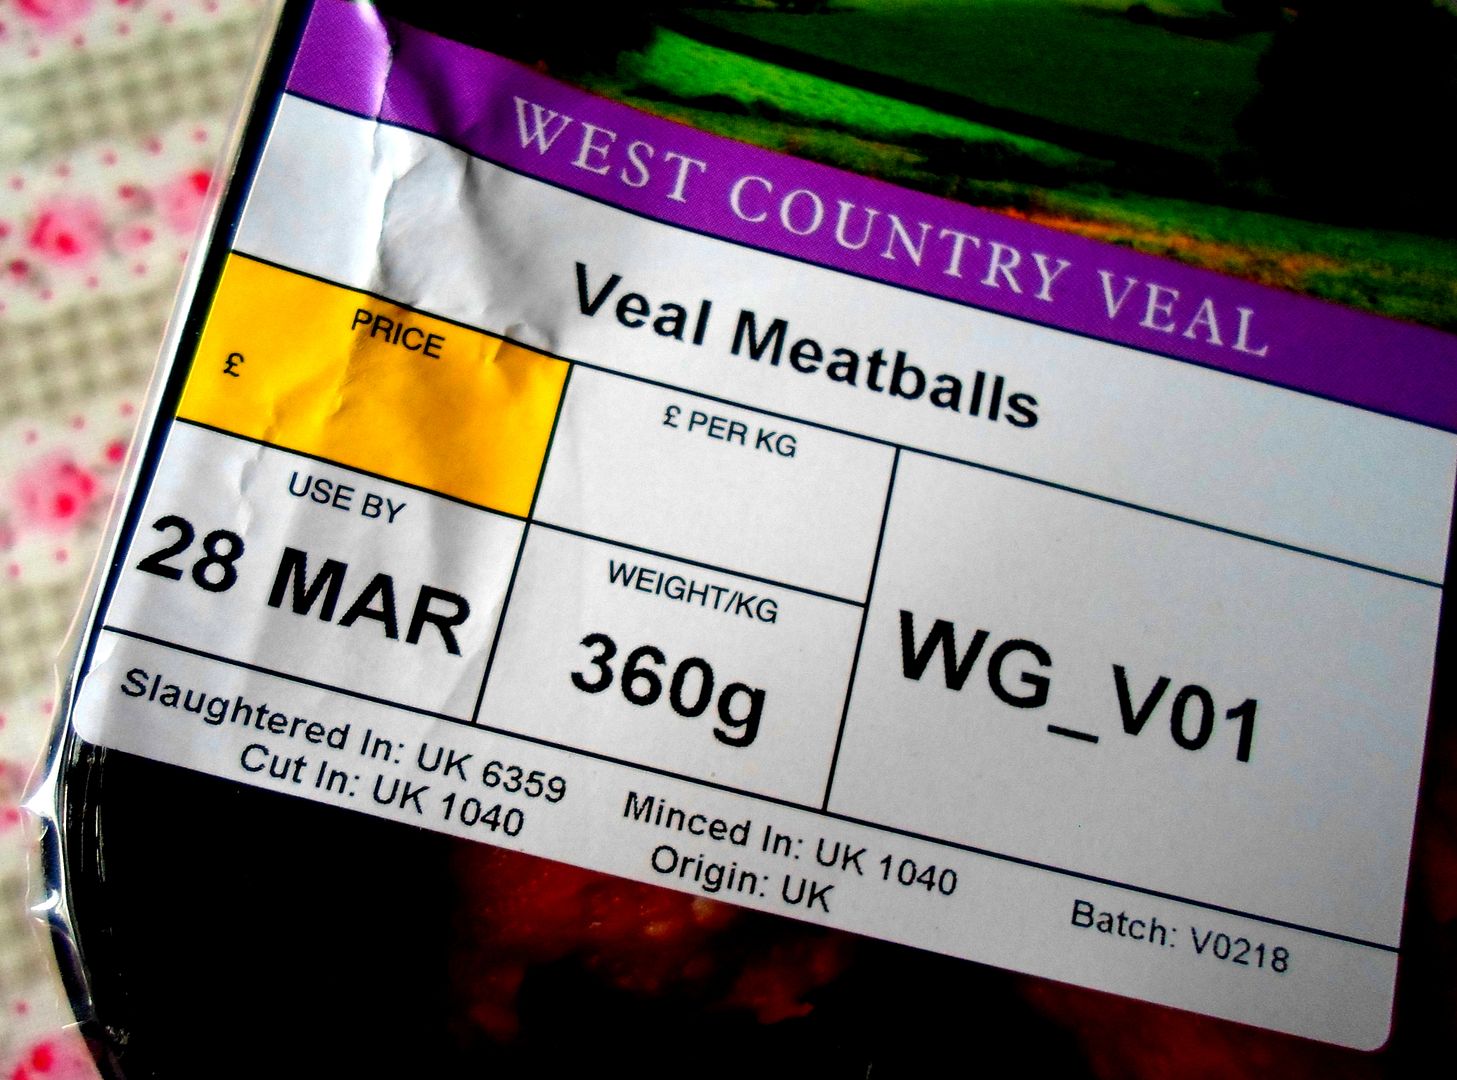 WEST COUNTRY VEAL
Veal Meatballs
PRICE
£
£ PER KG
USE BY
28 MAR
WEIGHT/KG
360g
WG_V01
Slaughtered In: UK 6359
Cut In: UK 1040
Minced In: UK 1040
Origin: UK
Batch: V0218